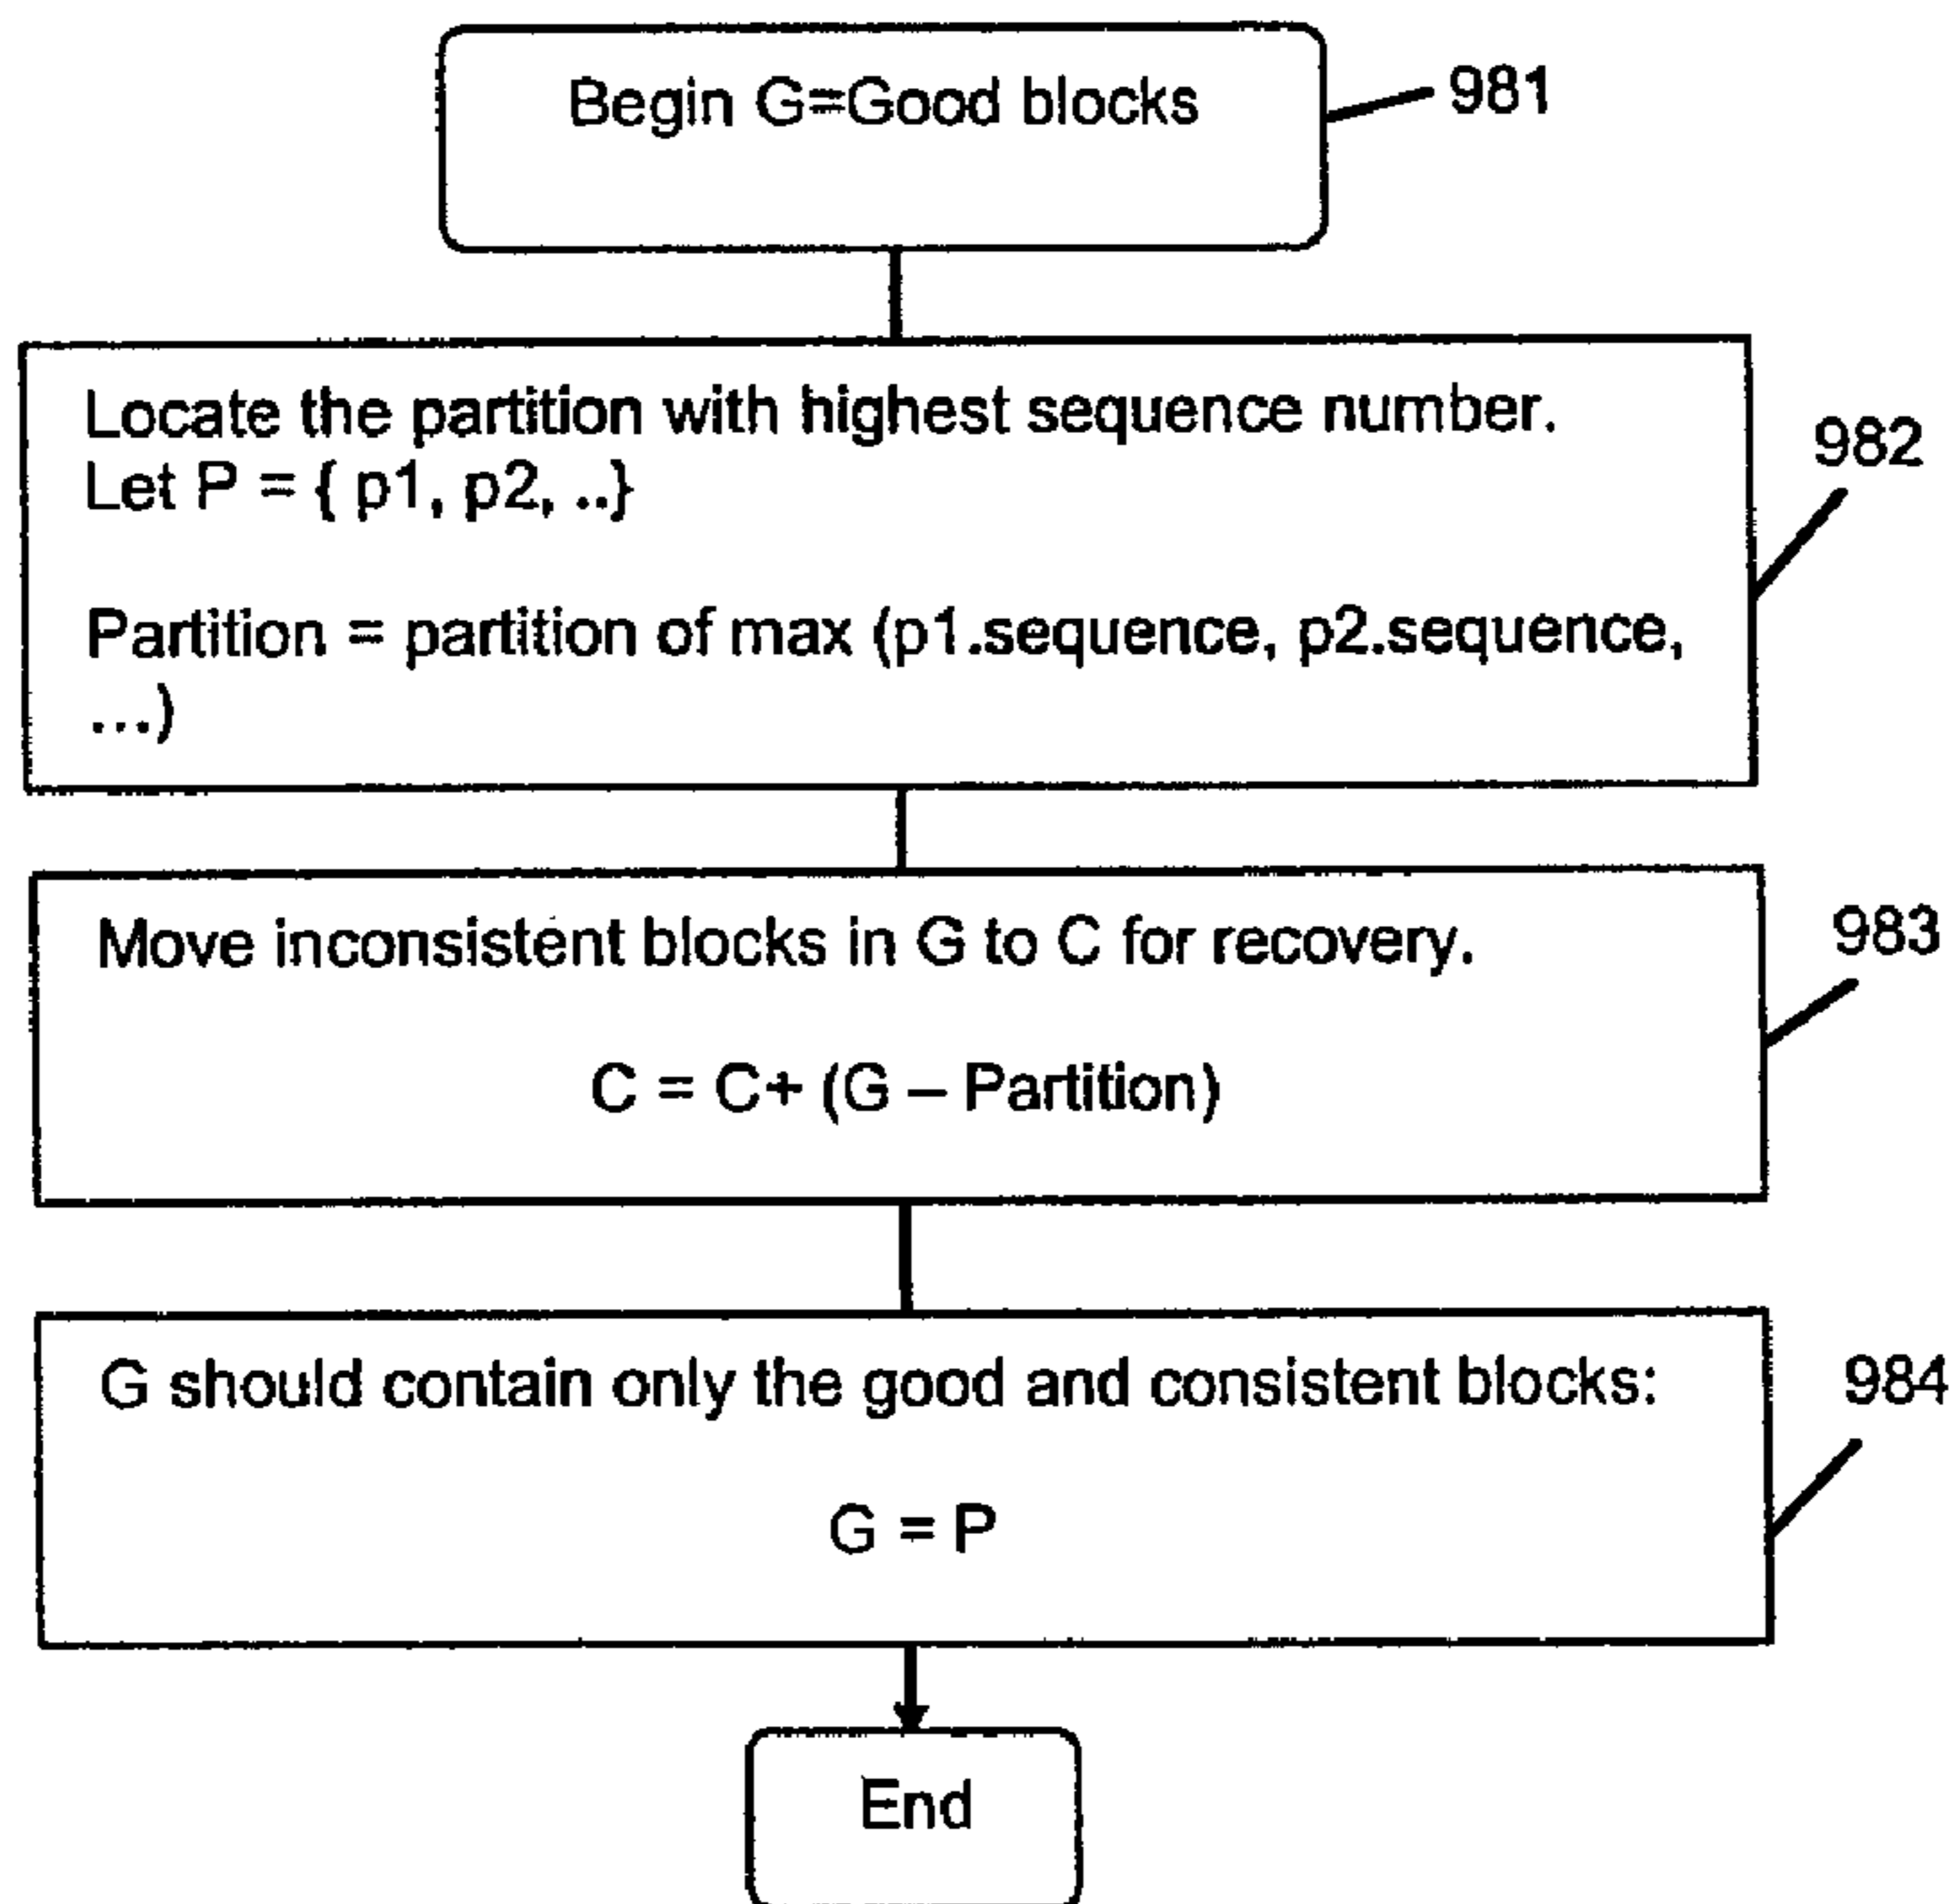 Begin G=Good blocks
981
Locate the partition with highest sequence number.
Let P = { p1, p2, ..}
Partition = partition of max (p1.sequence, p2.sequence,
...)
982
Move inconsistent blocks in G to C for recovery.
C = C+ (G – Partition)
983
G should contain only the good and consistent blocks:
G = P
984
End